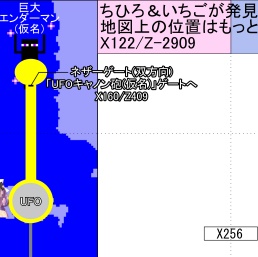 巨大
エンダーマン
(仮名)
ちひろ&いちごが発見
地図上の位置はもっと
X122/Z-2909
ネザーゲート(双方向)
「UFOキャノン砲(仮名)」ゲートへ
X160/Z409
UFO
X256